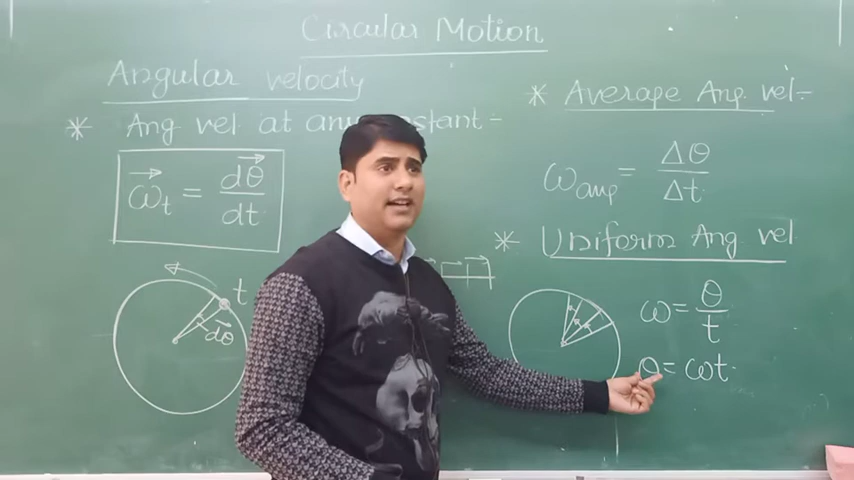 Circular Motion
Angular velocity
* Ang vel at any instant -
ω⃗t = dθ⃗/dt
t
dθ⃗
* Average Ang vel:-
ωang = Δθ/Δt
* Uniform Ang vel
ω = θ/t
θ = ωt